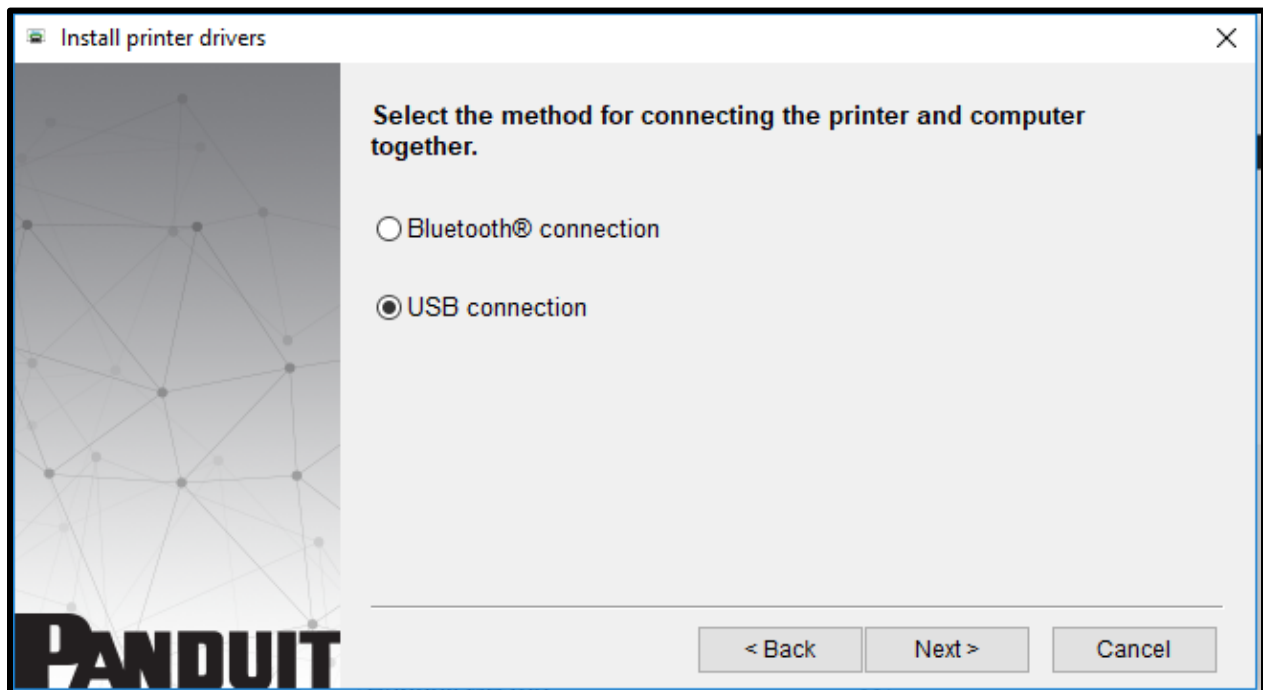 Install printer drivers
Select the method for connecting the printer and computer
together.
Bluetooth® connection
USB connection
PANDUIT
< Back
Next >
Cancel